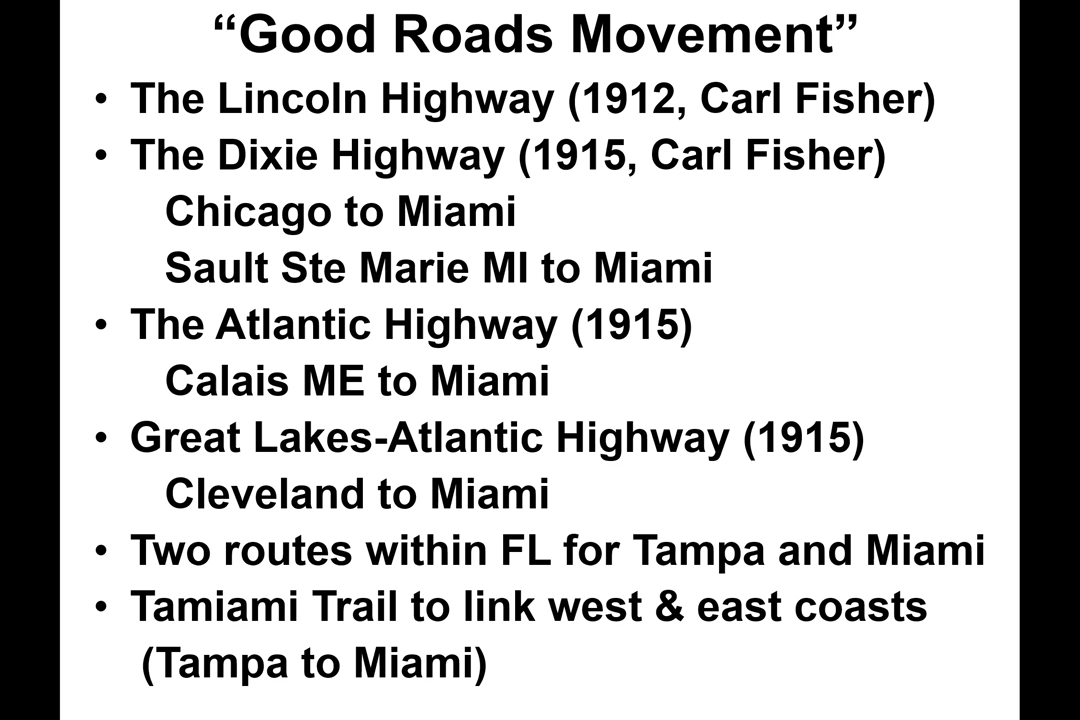 “Good Roads Movement”
• The Lincoln Highway (1912, Carl Fisher)
• The Dixie Highway (1915, Carl Fisher)
Chicago to Miami
Sault Ste Marie MI to Miami
• The Atlantic Highway (1915)
Calais ME to Miami
• Great Lakes-Atlantic Highway (1915)
Cleveland to Miami
• Two routes within FL for Tampa and Miami
• Tamiami Trail to link west & east coasts
(Tampa to Miami)